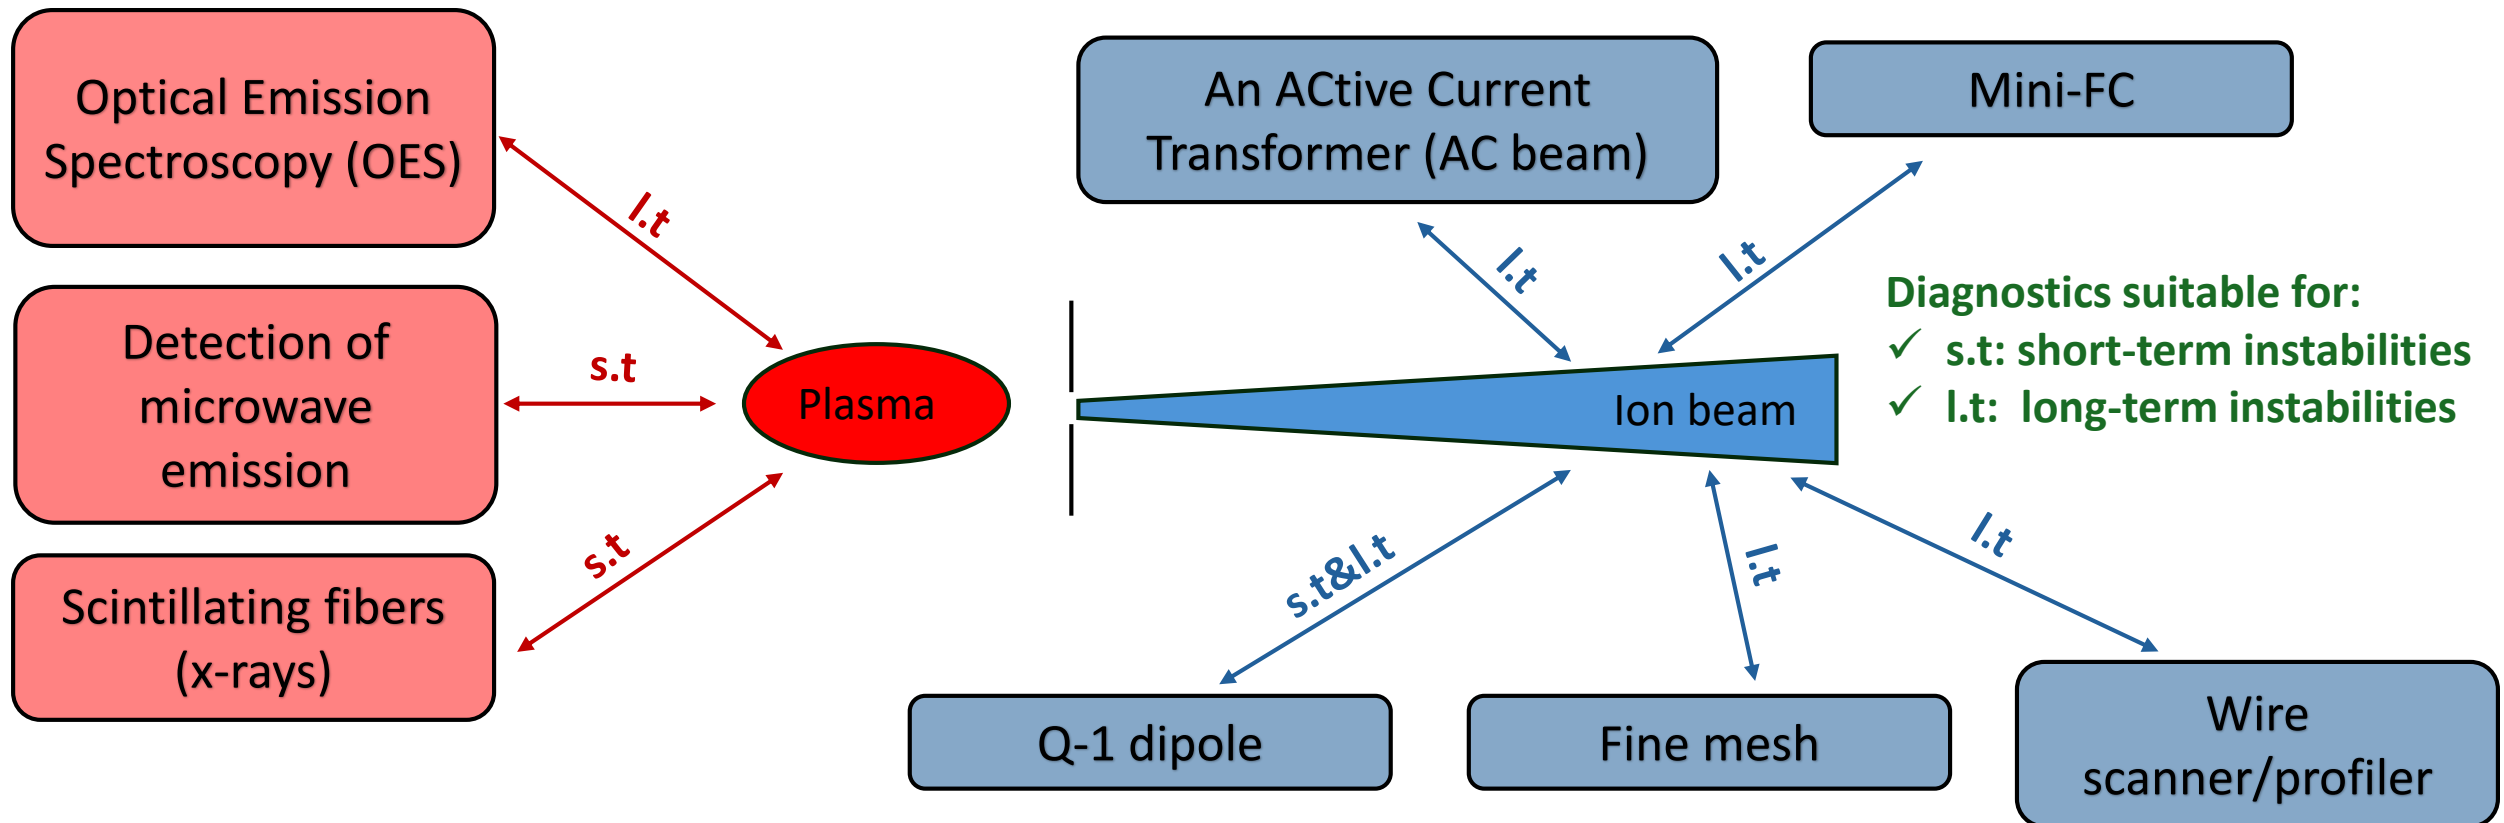 Optical Emission
Spectroscopy (OES)
An ACtive Current
Transformer (AC beam)
Mini-FC
l.t
l.t
l.t
Diagnostics suitable for:
✓ s.t: short-term instabilities
✓ l.t: long-term instabilities
Detection of
microwave
emission
s.t
Plasma
Ion beam
s.t
s.t&l.t
l.t
l.t
Scintillating fibers
(x-rays)
Q-1 dipole
Fine mesh
Wire
scanner/profiler